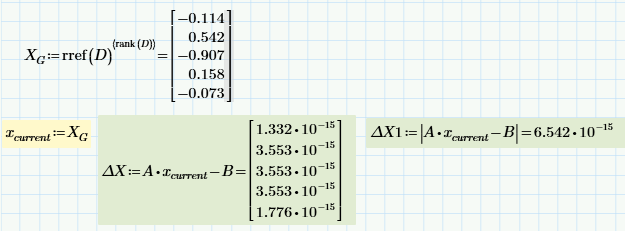 X_G := rref(D)^⟨rank(D)⟩ = [−0.114
0.542
−0.907
0.158
−0.073]
x_current := X_G
ΔX := A • x_current − B = [1.332 • 10^−15
3.553 • 10^−15
3.553 • 10^−15
3.553 • 10^−15
1.776 • 10^−15]
ΔX1 := |A • x_current − B| = 6.542 • 10^−15